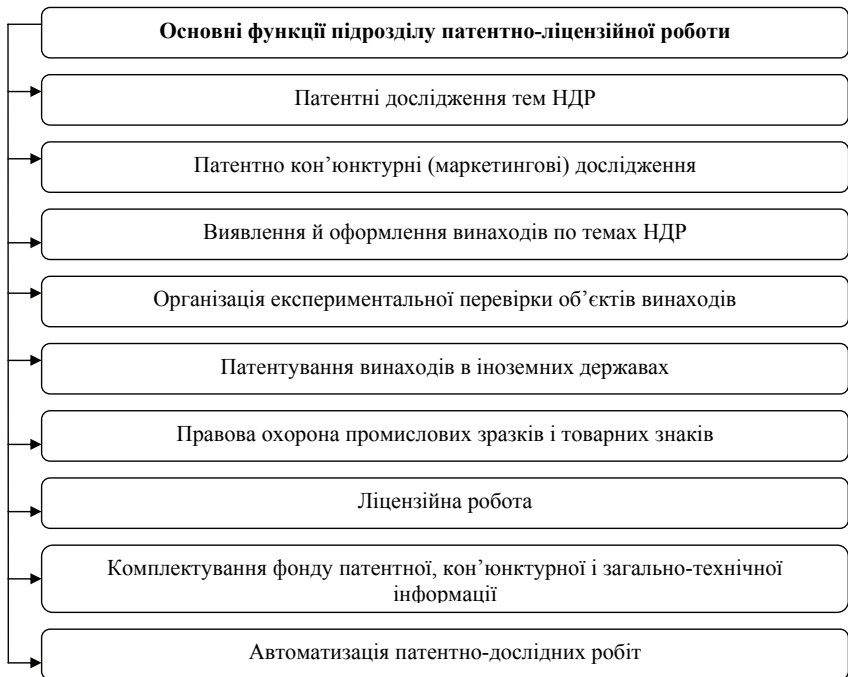 Основні функції підрозділу патентно-ліцензійної роботи
Патентні дослідження тем НДР
Патентно кон’юнктурні (маркетингові) дослідження
Виявлення й оформлення винаходів по темах НДР
Організація експериментальної перевірки об’єктів винаходів
Патентування винаходів в іноземних державах
Правова охорона промислових зразків і товарних знаків
Ліцензійна робота
Комплектування фонду патентної, кон’юнктурної і загально-технічної
інформації
Автоматизація патентно-дослідних робіт